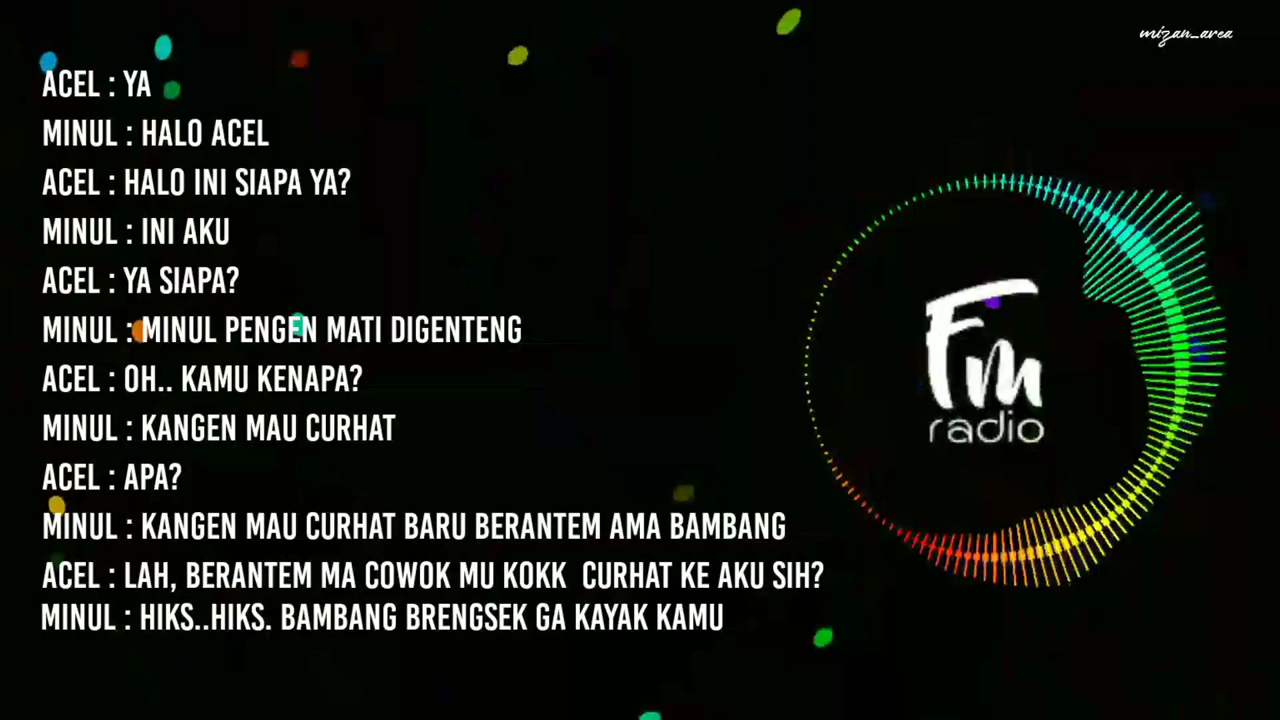 mizan_area
ACEL : YA
MINUL : HALO ACEL
ACEL : HALO INI SIAPA YA?
MINUL : INI AKU
ACEL : YA SIAPA?
MINUL : MINUL PENGEN MATI DIGENTENG
ACEL : OH.. KAMU KENAPA?
MINUL : KANGEN MAU CURHAT
ACEL : APA?
MINUL : KANGEN MAU CURHAT BARU BERANTEM AMA BAMBANG
ACEL : LAH, BERANTEM MA COWOK MU KOKK  CURHAT KE AKU SIH?
MINUL : HIKS..HIKS. BAMBANG BRENGSEK GA KAYAK KAMU
Fm
radio